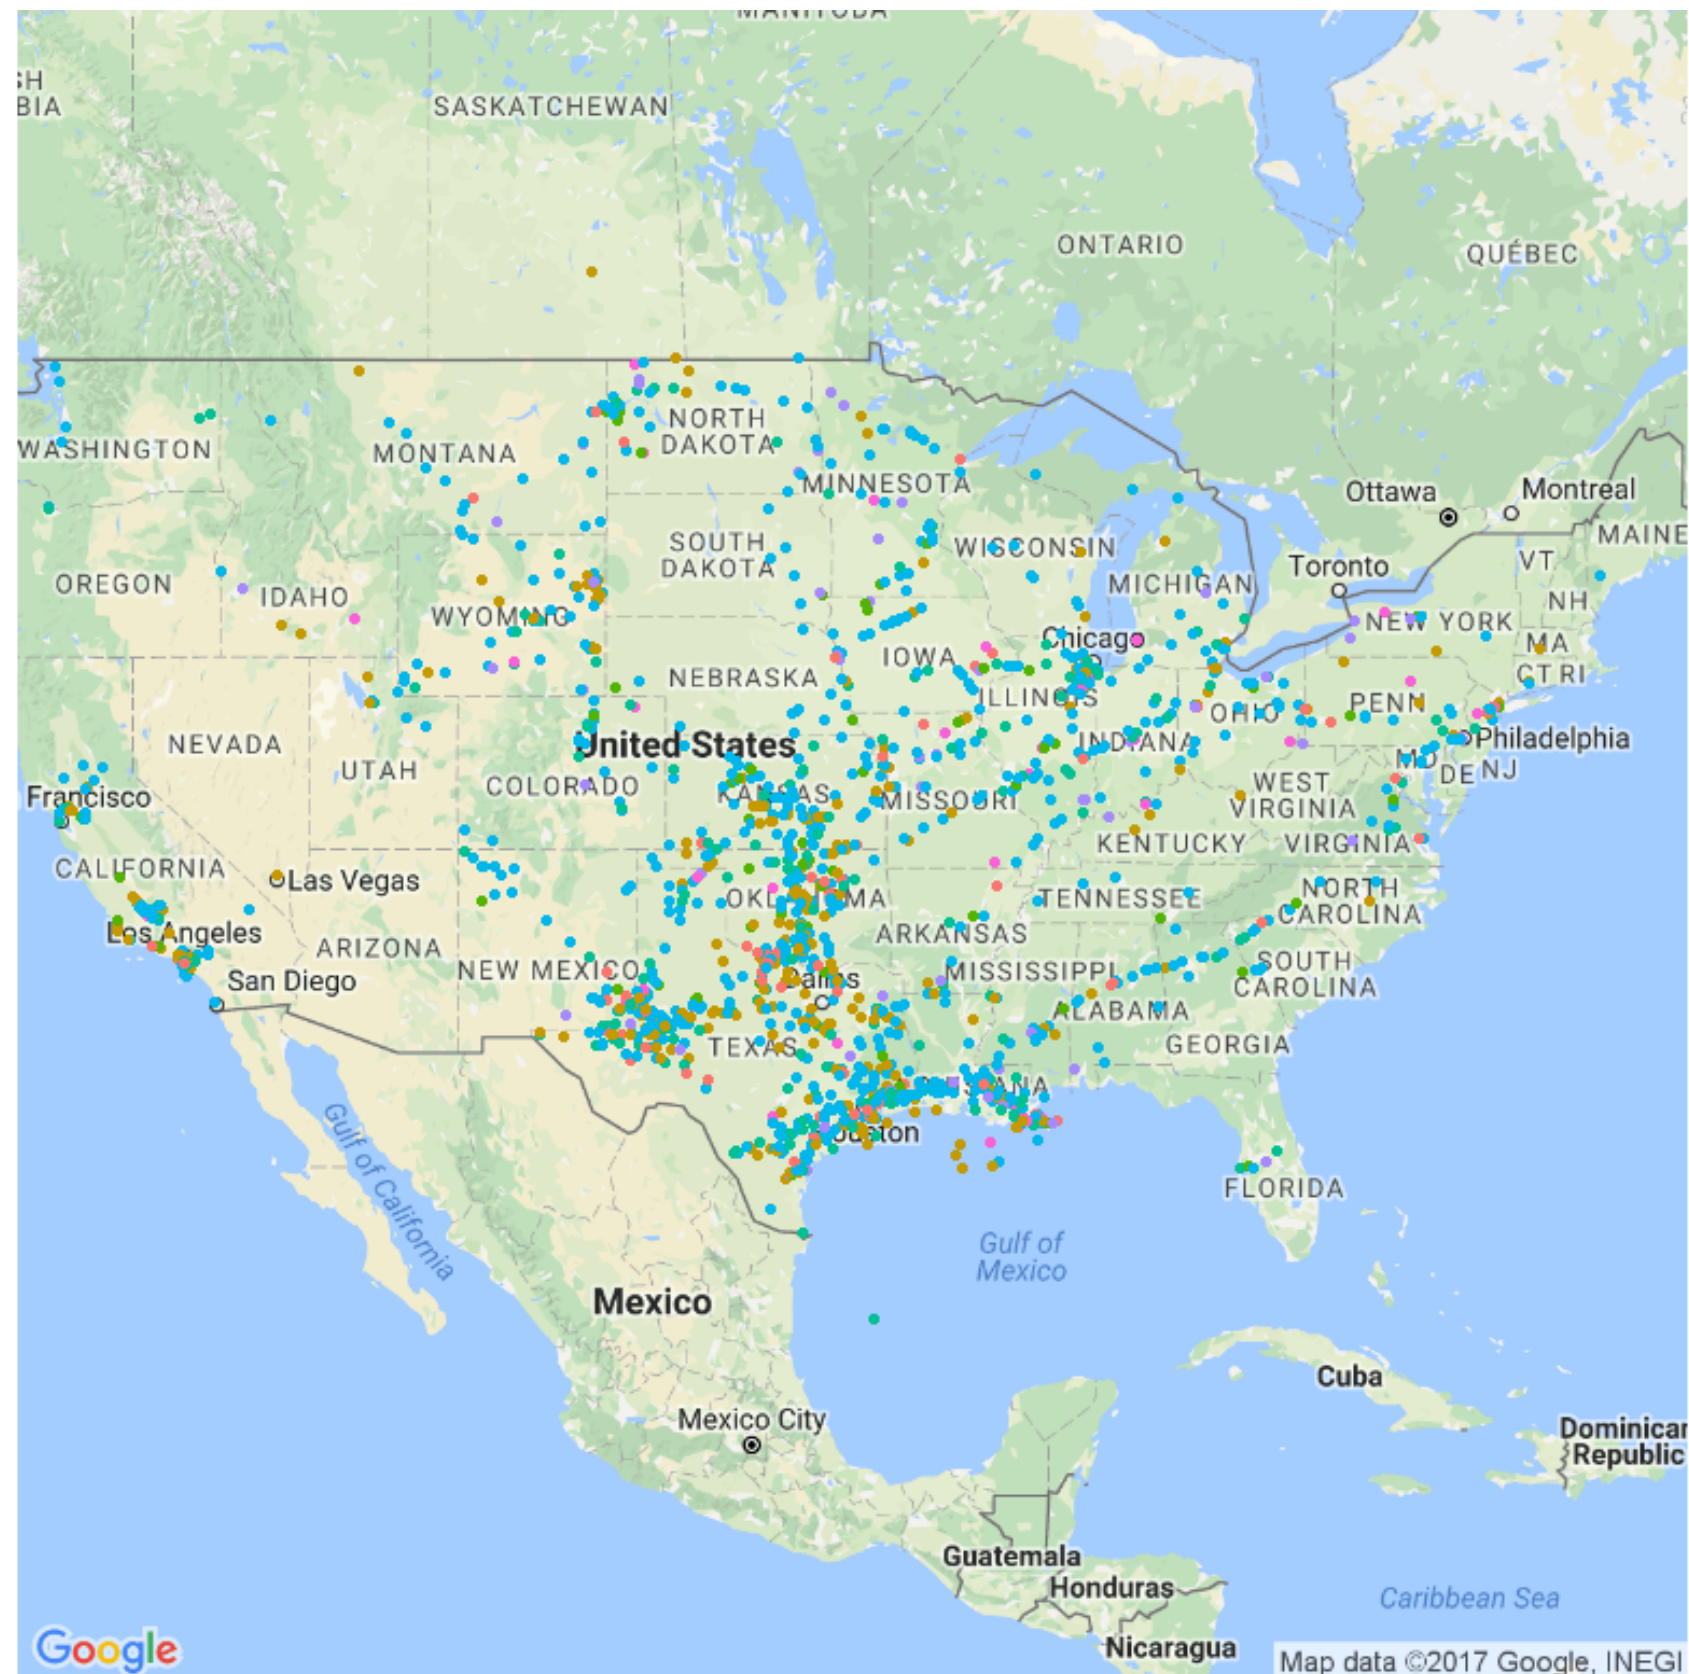 MANITOBA
SH
BIA
SASKATCHEWAN
ONTARIO
QUÉBEC
WASHINGTON
MONTANA
NORTH
DAKOTA
MINNESOTA
Ottawa
Montreal
MAINE
OREGON
IDAHO
WYOMING
SOUTH
DAKOTA
WISCONSIN
MICHIGAN
Toronto
VT
NH
NEW YORK
MA
CT RI
Chicago
IOWA
NEBRASKA
ILLINOIS
INDIANA
OHIO
PENN
Philadelphia
MD
DE
NJ
NEVADA
UTAH
United States
COLORADO
KANSAS
MISSOURI
WEST
VIRGINIA
KENTUCKY
VIRGINIA
Francisco
CALIFORNIA
Las Vegas
Los Angeles
San Diego
ARIZONA
NEW MEXICO
OKLAHOMA
ARKANSAS
TENNESSEE
NORTH
CAROLINA
SOUTH
CAROLINA
MISSISSIPPI
ALABAMA
GEORGIA
Dallas
TEXAS
LOUISIANA
Houston
FLORIDA
Gulf of California
Gulf of
Mexico
Mexico
Mexico City
Cuba
Dominican
Republic
Guatemala
Honduras
Nicaragua
Caribbean Sea
Google
Map data ©2017 Google, INEGI